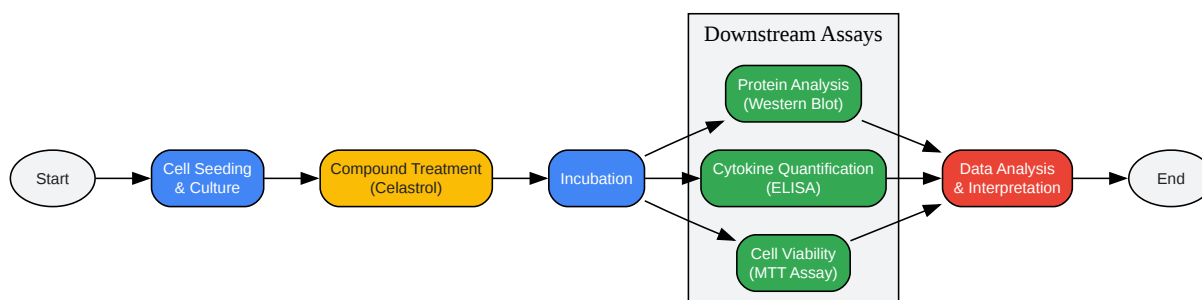 Start
Cell Seeding
& Culture
Compound Treatment
(Celastrol)
Incubation
Downstream Assays
Protein Analysis
(Western Blot)
Cytokine Quantification
(ELISA)
Cell Viability
(MTT Assay)
Data Analysis
& Interpretation
End